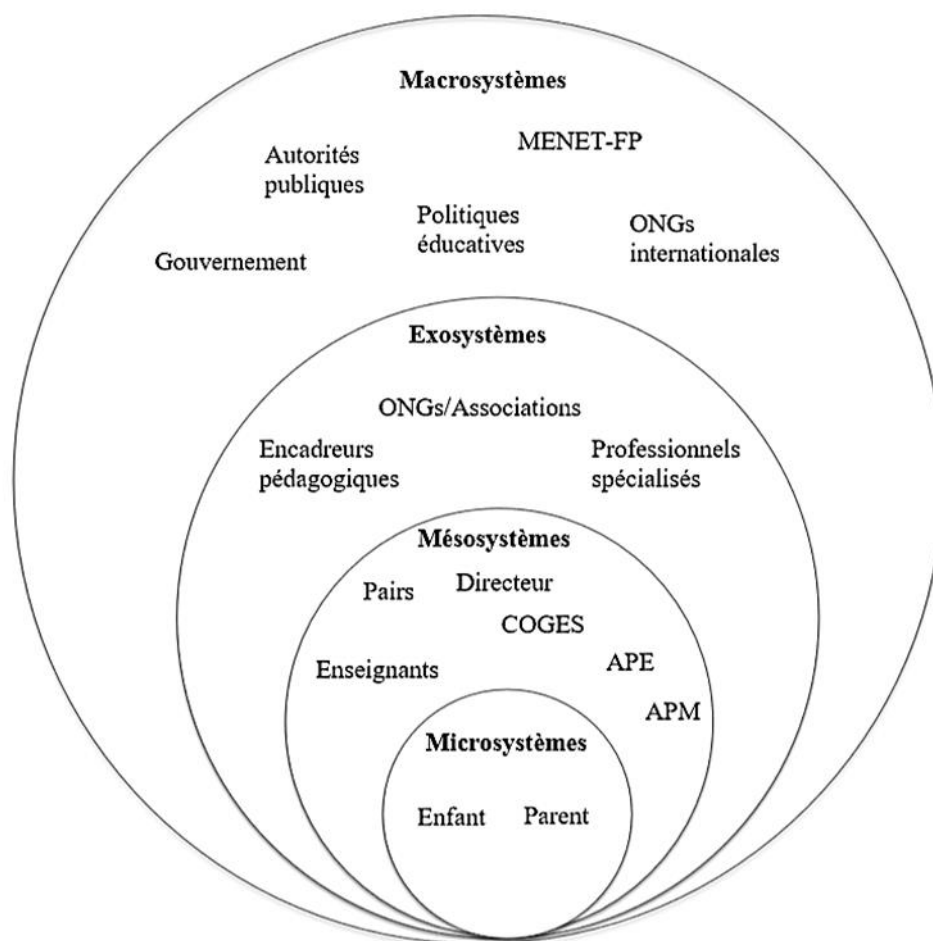 Macrosystèmes
MENET-FP
Autorités
publiques
Politiques
éducatives
ONGs
internationales
Gouvernement
Exosystèmes
ONGs/Associations
Encadreurs
pédagogiques
Professionnels
spécialisés
Mésosystèmes
Pairs
Directeur
COGES
Enseignants
APE
APM
Microsystèmes
Enfant
Parent